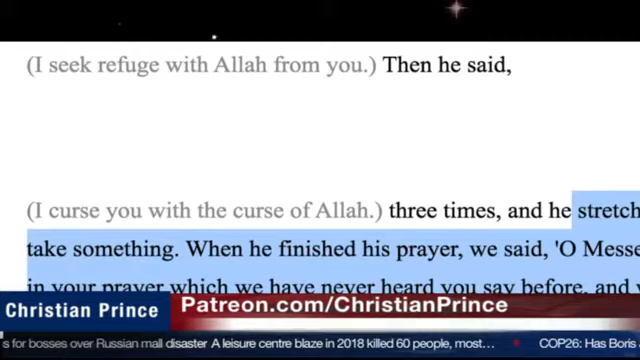 (I seek refuge with Allah from you.) Then he said,
(I curse you with the curse of Allah.) three times, and he stretch
take something. When he finished his prayer, we said, 'O Messe
in your prayer which we have never heard you say before, and
Christian Prince
Patreon.com/ChristianPrince
s for bosses over Russian mall disaster A leisure centre blaze in 2018 killed 60 people, most... COP26: Has Boris